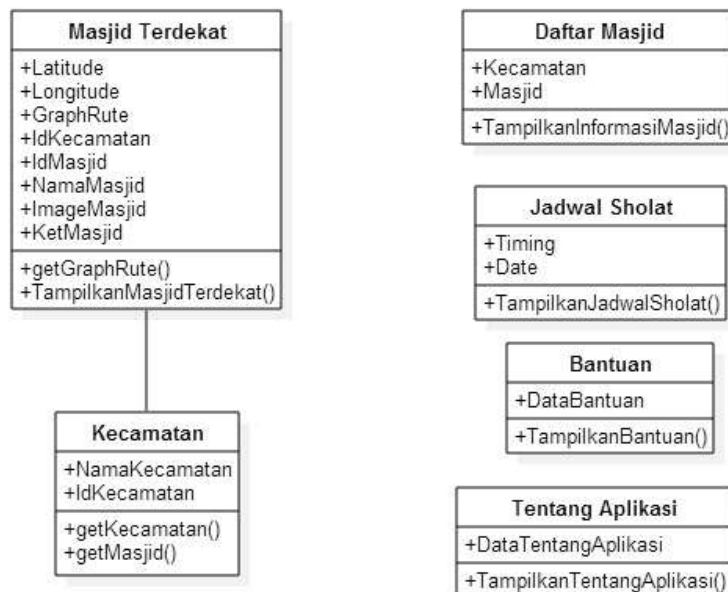 Masjid Terdekat
+Latitude
+Longitude
+GraphRute
+IdKecamatan
+IdMasjid
+NamaMasjid
+ImageMasjid
+KetMasjid
+getGraphRute()
+TampilkanMasjidTerdekat()
Kecamatan
+NamaKecamatan
+IdKecamatan
+getKecamatan()
+getMasjid()
Daftar Masjid
+Kecamatan
+Masjid
+TampilkanInformasiMasjid()
Jadwal Sholat
+Timing
+Date
+TampilkanJadwalSholat()
Bantuan
+DataBantuan
+TampilkanBantuan()
Tentang Aplikasi
+DataTentangAplikasi
+TampilkanTentangAplikasi()